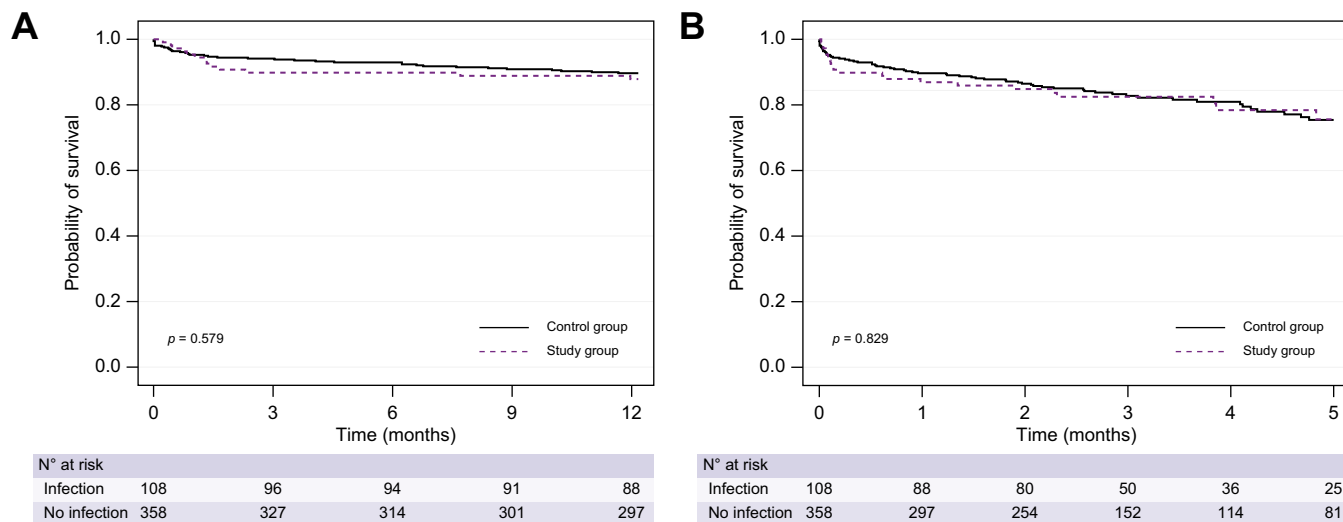 A
1.0
0.8
0.6
0.4
0.2
0.0
Probability of survival
p = 0.579
Control group
Study group
0 3 6 9 12
Time (months)
N° at risk
Infection 108 96 94 91 88
No infection 358 327 314 301 297
B
1.0
0.8
0.6
0.4
0.2
0.0
Probability of survival
p = 0.829
Control group
Study group
0 1 2 3 4 5
Time (months)
N° at risk
Infection 108 88 80 50 36 25
No infection 358 297 254 152 114 81